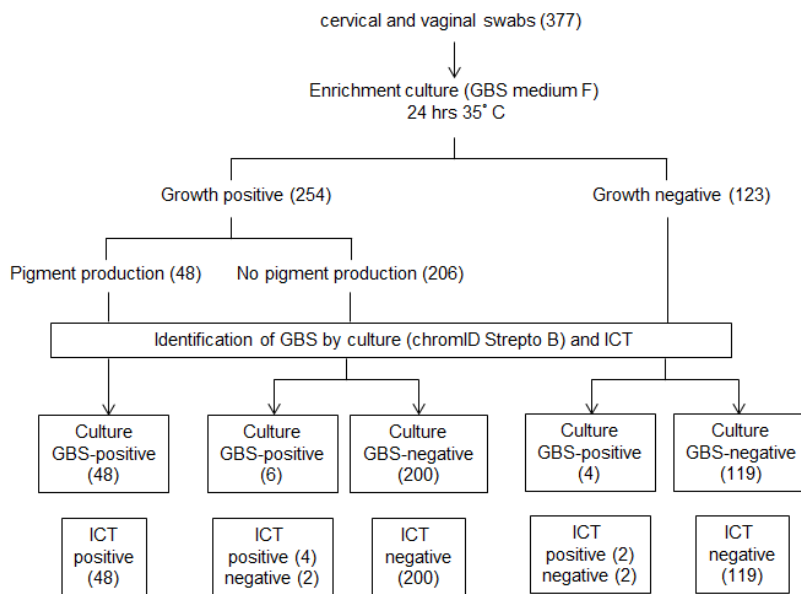 cervical and vaginal swabs (377)
Enrichment culture (GBS medium F)
24 hrs 35° C
Growth positive (254)
Growth negative (123)
Pigment production (48)
No pigment production (206)
Identification of GBS by culture (chromID Strepto B) and ICT
Culture
GBS-positive
(48)
Culture
GBS-positive
(6)
Culture
GBS-negative
(200)
Culture
GBS-positive
(4)
Culture
GBS-negative
(119)
ICT
positive
(48)
ICT
positive (4)
negative (2)
ICT
negative
(200)
ICT
positive (2)
negative (2)
ICT
negative
(119)